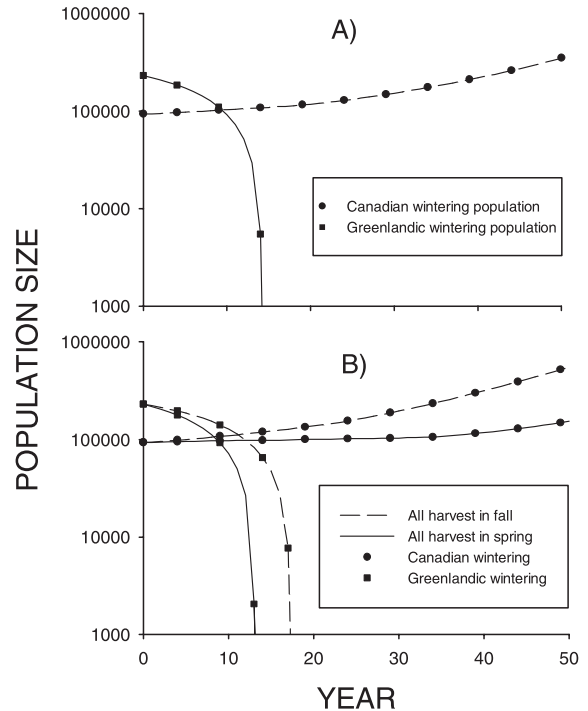 A)
1000000
100000
10000
1000
Canadian wintering population
Greenlandic wintering population
POPULATION SIZE
B)
1000000
100000
10000
1000
All harvest in fall
All harvest in spring
Canadian wintering
Greenlandic wintering
0 10 20 30 40 50
YEAR